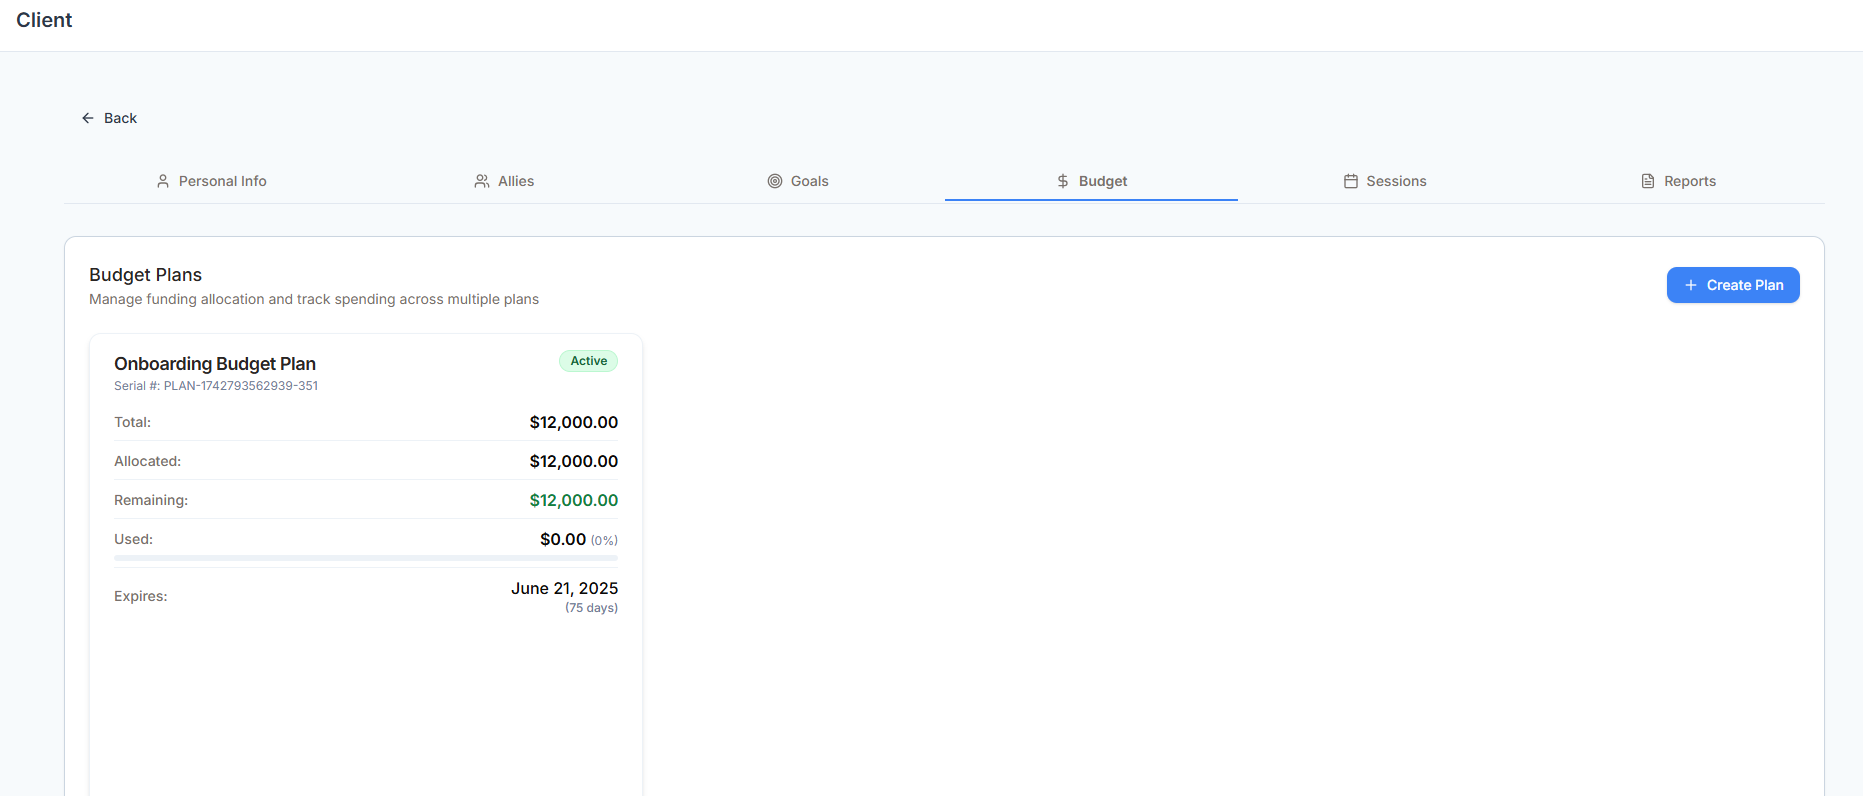 Client
Back
Personal Info
Allies
Goals
Budget
Sessions
Reports
Budget Plans
Manage funding allocation and track spending across multiple plans
Create Plan
Onboarding Budget Plan
Active
Serial #: PLAN-1742793562939-351
Total: $12,000.00
Allocated: $12,000.00
Remaining: $12,000.00
Used: $0.00 (0%)
Expires: June 21, 2025
(75 days)